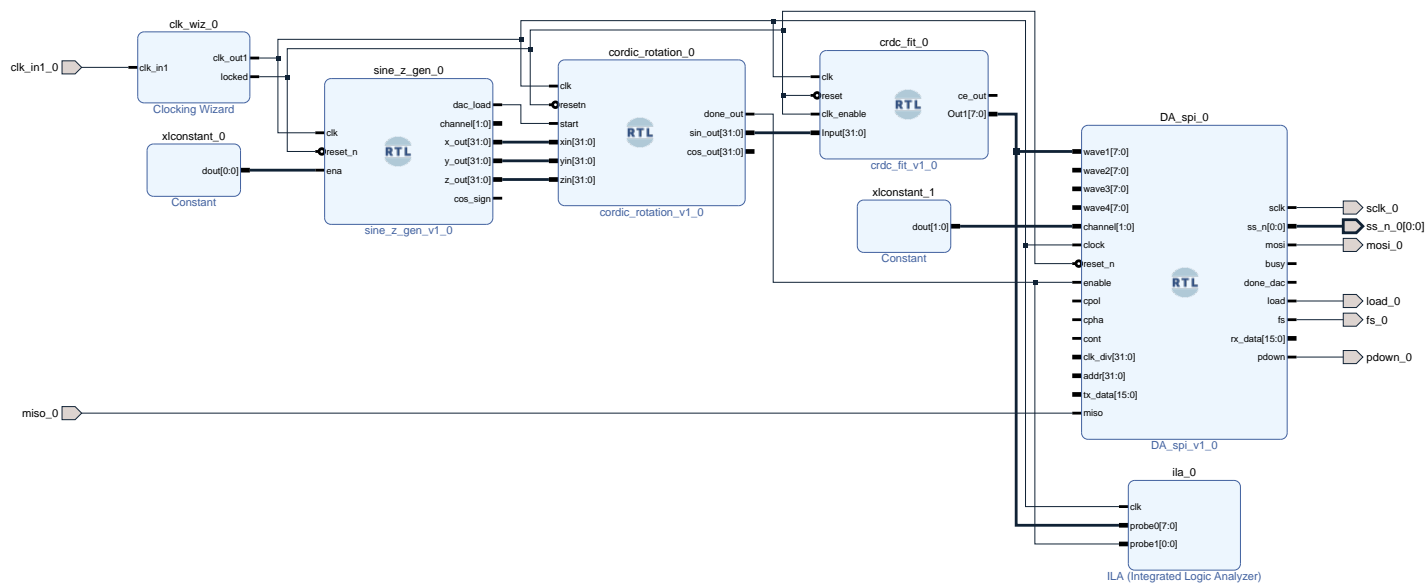 clk_in1_0
clk_wiz_0
clk_in1
clk_out1
locked
Clocking Wizard
xlconstant_0
dout[0:0]
Constant
sine_z_gen_0
clk
reset_n
ena
dac_load
channel[1:0]
x_out[31:0]
y_out[31:0]
z_out[31:0]
cos_sign
RTL
sine_z_gen_v1_0
cordic_rotation_0
clk
resetn
start
xin[31:0]
yin[31:0]
zin[31:0]
done_out
sin_out[31:0]
cos_out[31:0]
RTL
cordic_rotation_v1_0
crdc_fit_0
clk
reset
clk_enable
Input[31:0]
ce_out
Out1[7:0]
RTL
crdc_fit_v1_0
xlconstant_1
dout[1:0]
Constant
DA_spi_0
wave1[7:0]
wave2[7:0]
wave3[7:0]
wave4[7:0]
channel[1:0]
clock
reset_n
enable
cpol
cpha
cont
clk_div[31:0]
addr[31:0]
tx_data[15:0]
miso
sclk
ss_n[0:0]
mosi
busy
done_dac
load
fs
rx_data[15:0]
pdown
RTL
DA_spi_v1_0
sclk_0
ss_n_0[0:0]
mosi_0
load_0
fs_0
pdown_0
miso_0
ila_0
clk
probe0[7:0]
probe1[0:0]
ILA (Integrated Logic Analyzer)